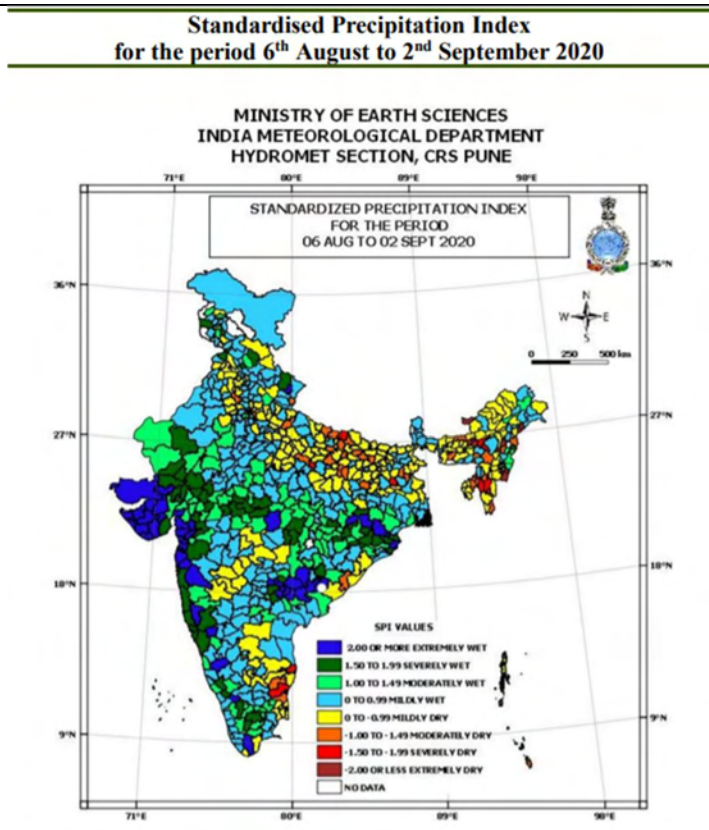 Standardised Precipitation Index
for the period 6th August to 2nd September 2020
MINISTRY OF EARTH SCIENCES
INDIA METEOROLOGICAL DEPARTMENT
HYDROMET SECTION, CRS PUNE
71°E 80°E 89°E 98°E
STANDARDIZED PRECIPITATION INDEX
FOR THE PERIOD
06 AUG TO 02 SEPT 2020
36°N 36°N
N
W E
S
0 250 500 km
27°N 27°N
18°N 18°N
SPI VALUES
2.00 OR MORE EXTREMELY WET
1.50 TO 1.99 SEVERELY WET
1.00 TO 1.49 MODERATELY WET
0 TO 0.99 MILDLY WET
0 TO -0.99 MILDLY DRY
-1.00 TO -1.49 MODERATELY DRY
-1.50 TO -1.99 SEVERELY DRY
-2.00 OR LESS EXTREMELY DRY
NO DATA
9°N 9°N
71°E 80°E 89°E 98°E